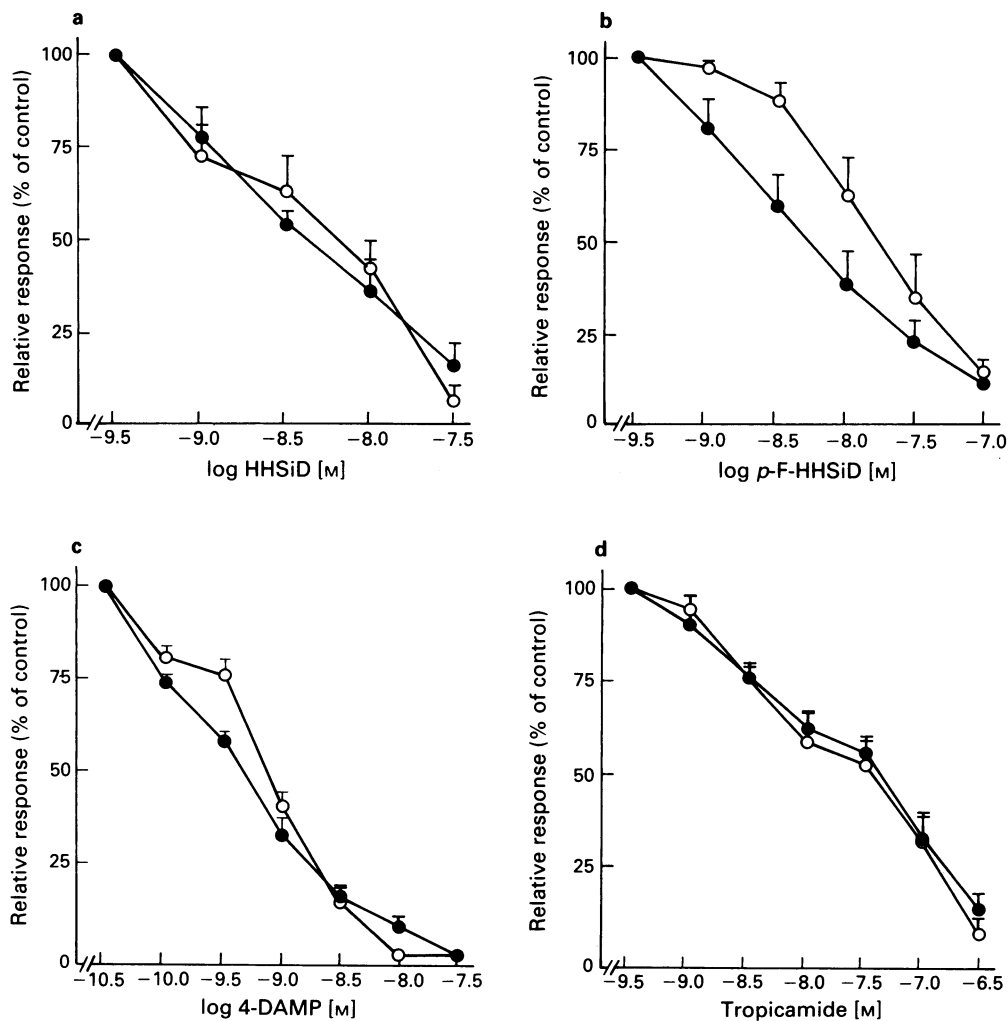 a
Relative response (% of control)
100
75
50
25
0
−9.5 −9.0 −8.5 −8.0 −7.5
log HHSiD [M]
b
Relative response (% of control)
100
75
50
25
0
−9.5 −9.0 −8.5 −8.0 −7.5 −7.0
log p-F-HHSiD [M]
c
Relative response (% of control)
100
75
50
25
0
−10.5 −10.0 −9.5 −9.0 −8.5 −8.0 −7.5
log 4-DAMP [M]
d
Relative response (% of control)
100
75
50
25
0
−9.5 −9.0 −8.5 −8.0 −7.5 −7.0 −6.5
Tropicamide [M]